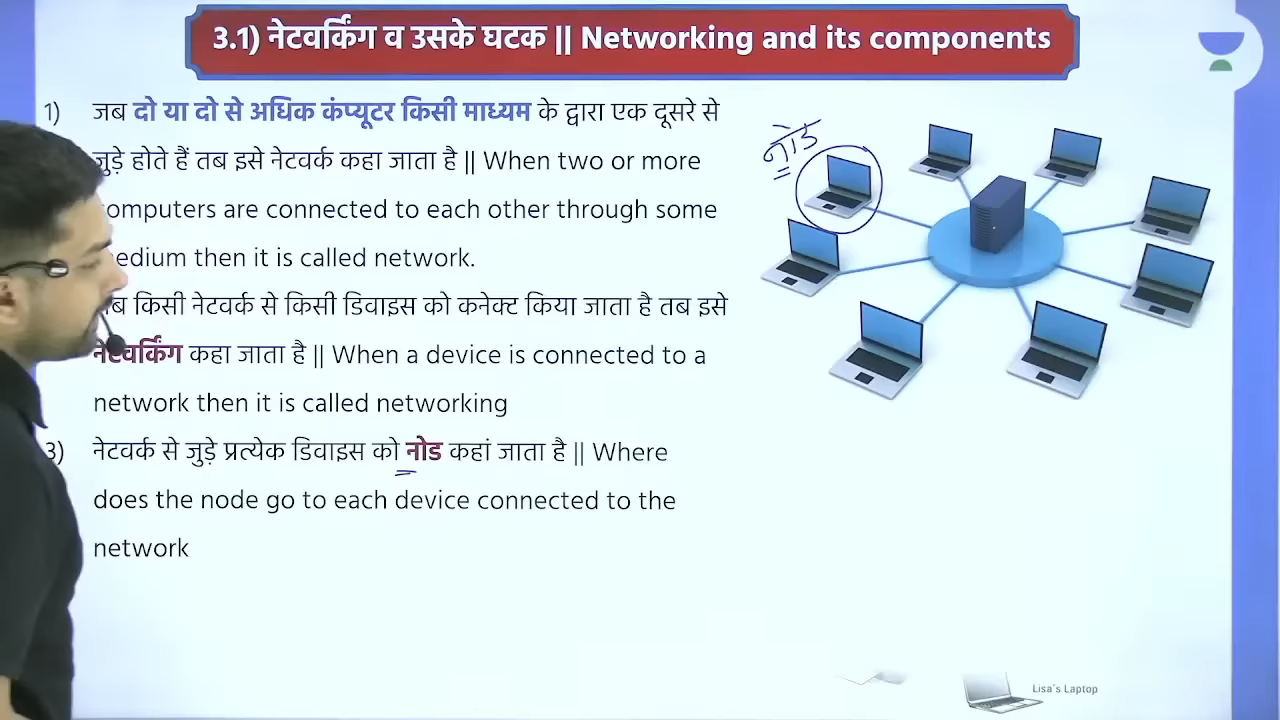 3.1) नेटवर्किंग व उसके घटक || Networking and its components
1) जब दो या दो से अधिक कंप्यूटर किसी माध्यम के द्वारा एक दूसरे से
जुड़े होते हैं तब इसे नेटवर्क कहा जाता है || When two or more
omputers are connected to each other through some
edium then it is called network.
ब किसी नेटवर्क से किसी डिवाइस को कनेक्ट किया जाता है तब इसे
नेटवर्किंग कहा जाता है || When a device is connected to a
network then it is called networking
3) नेटवर्क से जुड़े प्रत्येक डिवाइस को नोड कहां जाता है || Where
does the node go to each device connected to the
network
नोड
Lisa's Laptop